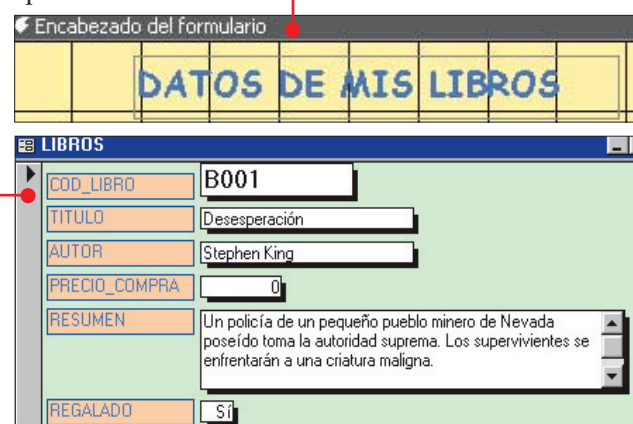 Encabezado del formulario
DATOS DE MIS LIBROS
LIBROS
COD_LIBRO B001
TITULO Desesperación
AUTOR Stephen King
PRECIO_COMPRA 0
RESUMEN Un policía de un pequeño pueblo minero de Nevada
poseído toma la autoridad suprema. Los supervivientes se
enfrentarán a una criatura maligna.
REGALADO Sí